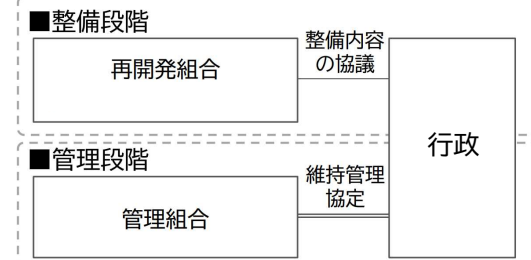 ■整備段階
再開発組合
整備内容
の協議
行政
■管理段階
管理組合
維持管理
協定